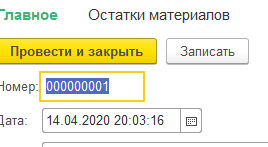 Главное Остатки материалов
Провести и закрыть Записать
Номер: 000000001
Дата: 14.04.2020 20:03:16